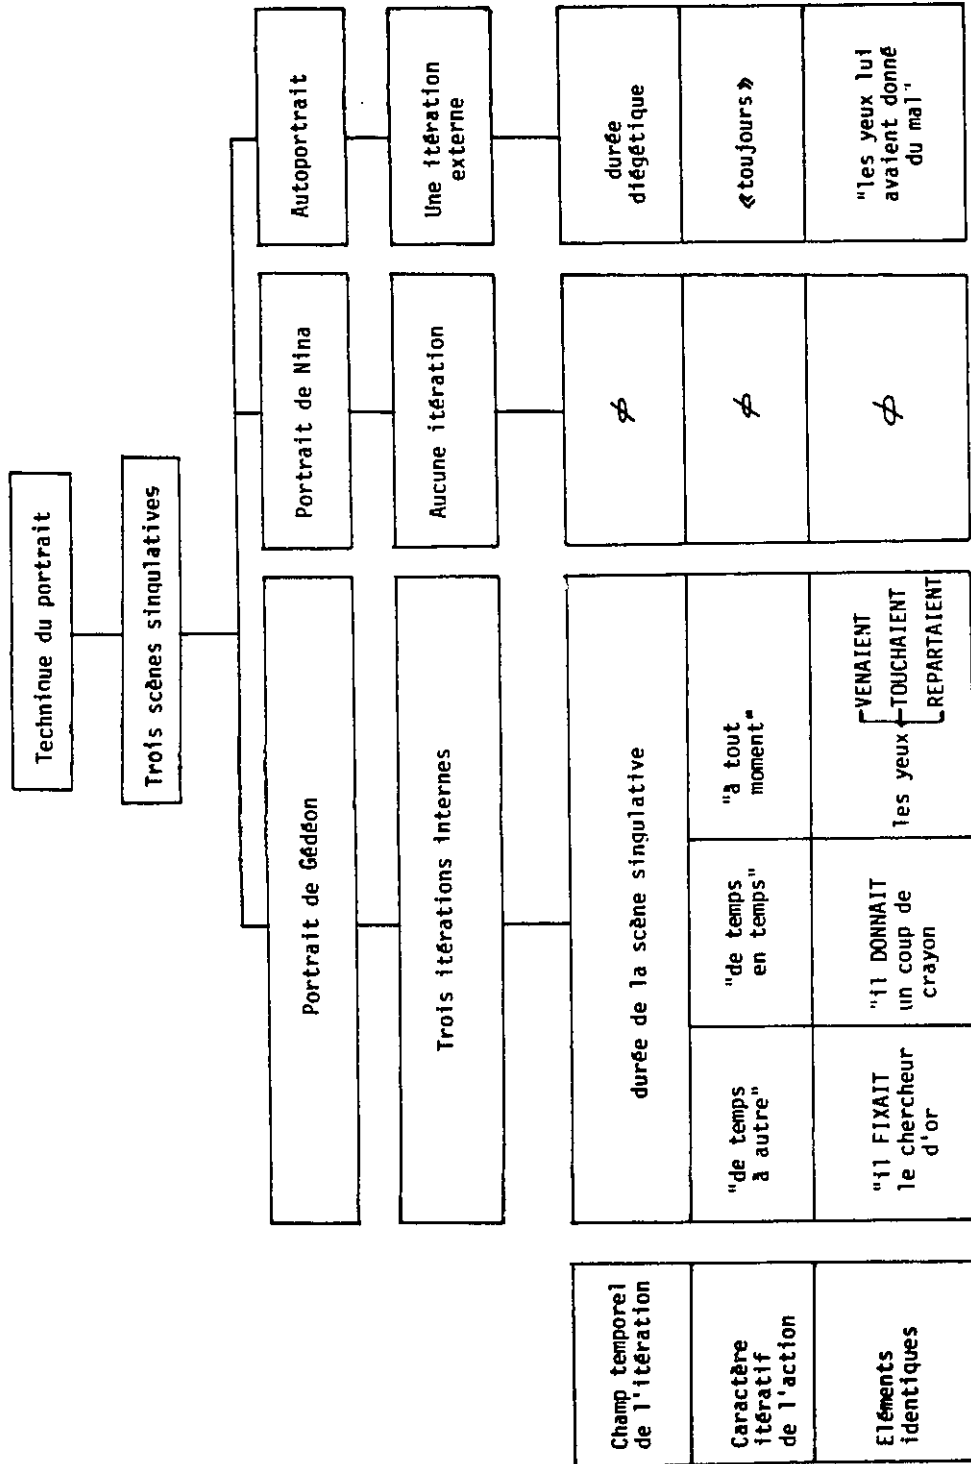 Technique du portrait
Trois scènes singulatives
Portrait de Gédéon
Portrait de Nina
Autoportrait
Trois itérations internes
Aucune itération
Une itération
externe
Champ temporel
de l'itération
durée de la scène singulative
∅
durée
diégétique
Caractère
itératif
de l'action
"de temps
à autre"
"de temps
en temps"
"à tout
moment"
∅
«toujours»
Eléments
identiques
"il FIXAIT
le chercheur
d'or
"il DONNAIT
un coup de
crayon
les yeux
VENAIENT
TOUCHAIENT
REPARTAIENT
∅
"les yeux lui
avaient donné
du mal"